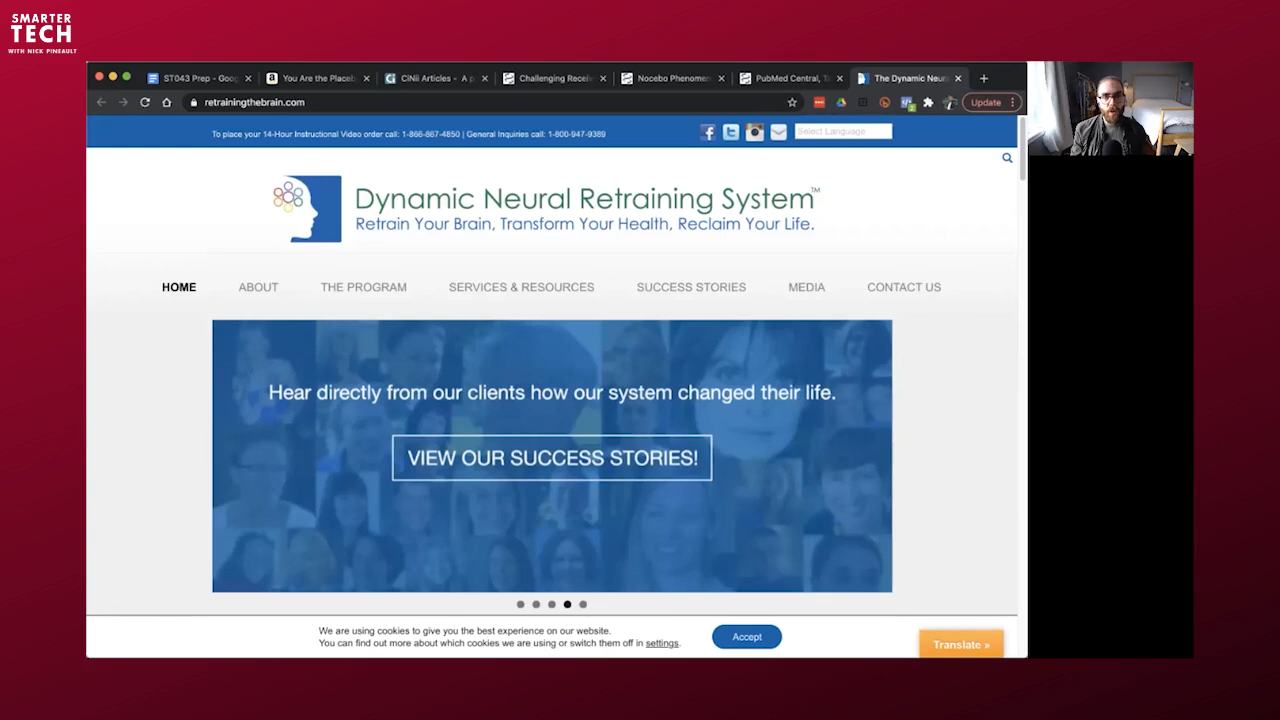 SMARTER
TECH
WITH NICK PINEAULT
ST043 Prep - Goog
You Are the Placeb
CiNii Articles - A p
Challenging Recei
Nocebo Phenomen
PubMed Central, Ta
The Dynamic Neura
retrainingthebrain.com
Update
To place your 14-Hour Instructional Video order call: 1-866-867-4850 | General Inquiries call: 1-800-947-9389
Select Language
Dynamic Neural Retraining System™
Retrain Your Brain, Transform Your Health, Reclaim Your Life.
HOME
ABOUT
THE PROGRAM
SERVICES & RESOURCES
SUCCESS STORIES
MEDIA
CONTACT US
Hear directly from our clients how our system changed their life.
VIEW OUR SUCCESS STORIES!
We are using cookies to give you the best experience on our website.
You can find out more about which cookies we are using or switch them off in settings.
Accept
Translate »